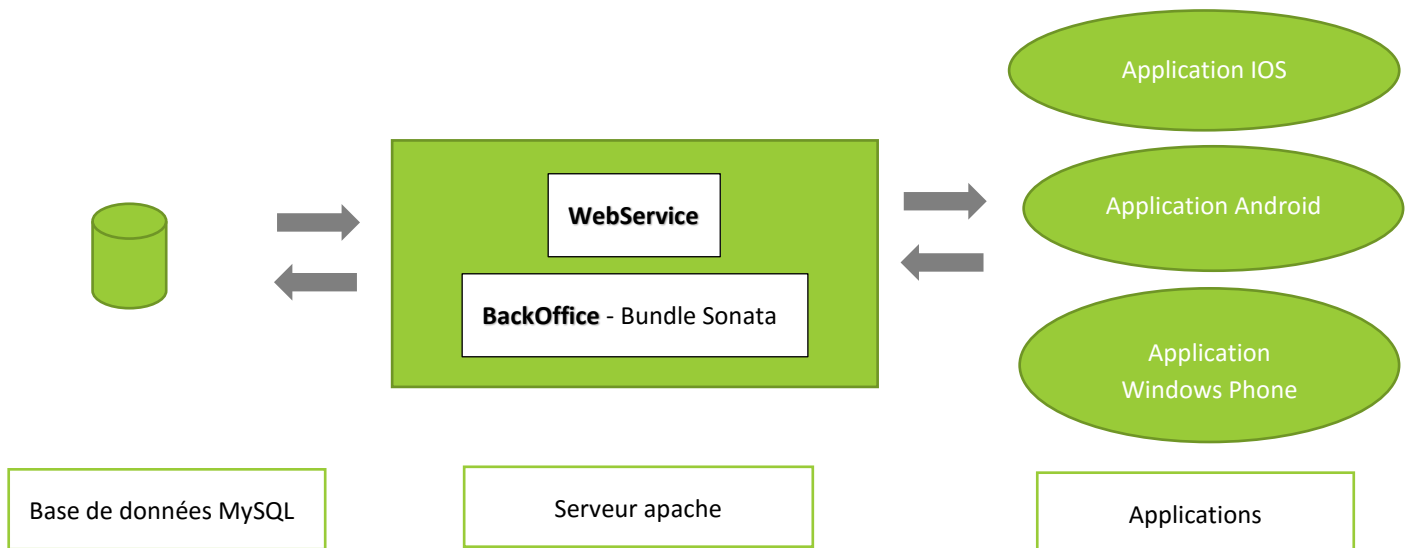 Application IOS
WebService
Application Android
BackOffice - Bundle Sonata
Application
Windows Phone
Base de données MySQL
Serveur apache
Applications